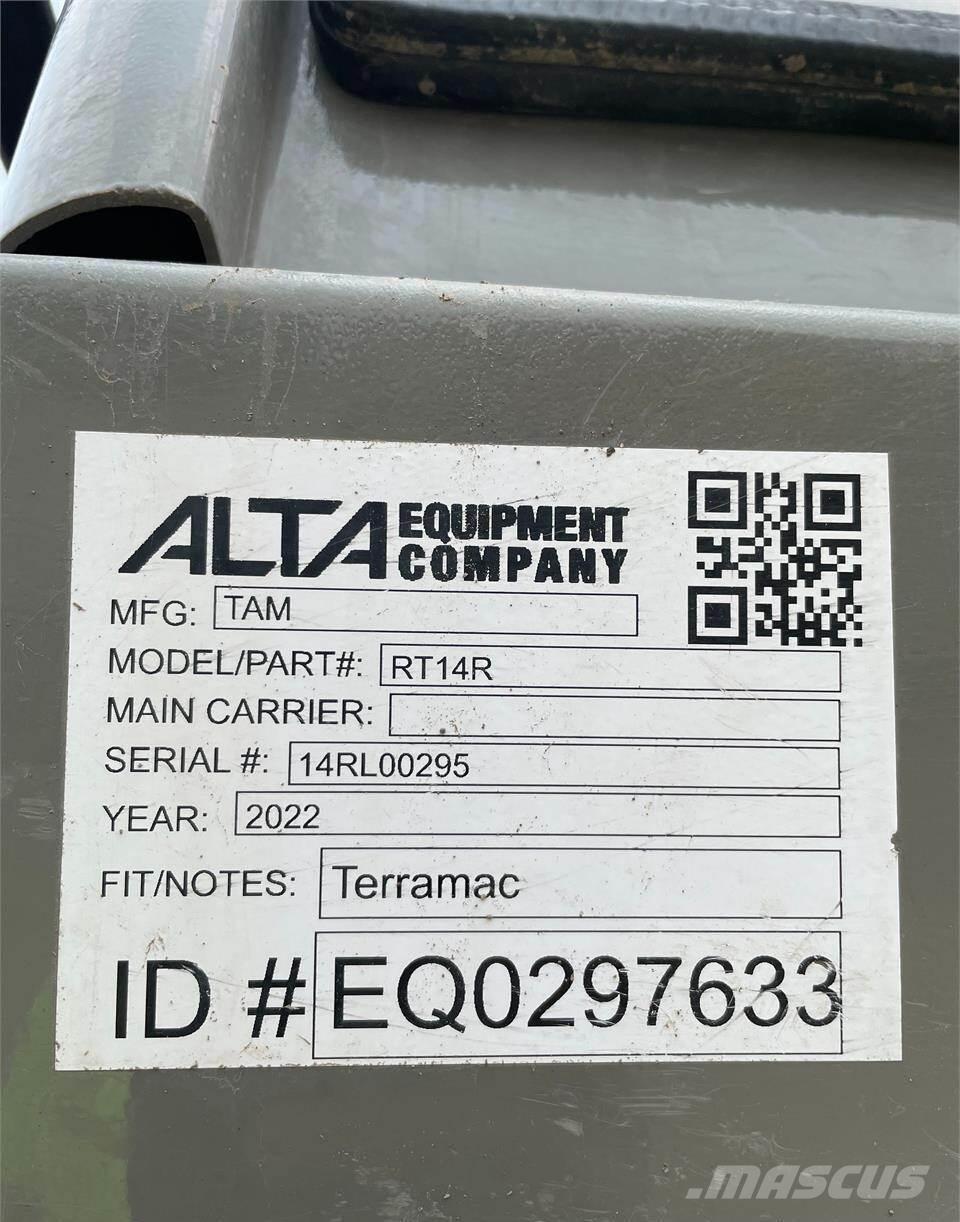 ALTA EQUIPMENT COMPANY
MFG: TAM
MODEL/PART#: RT14R
MAIN CARRIER:
SERIAL #: 14RL00295
YEAR: 2022
FIT/NOTES: Terramac
ID # EQ0297633
.MASCUS